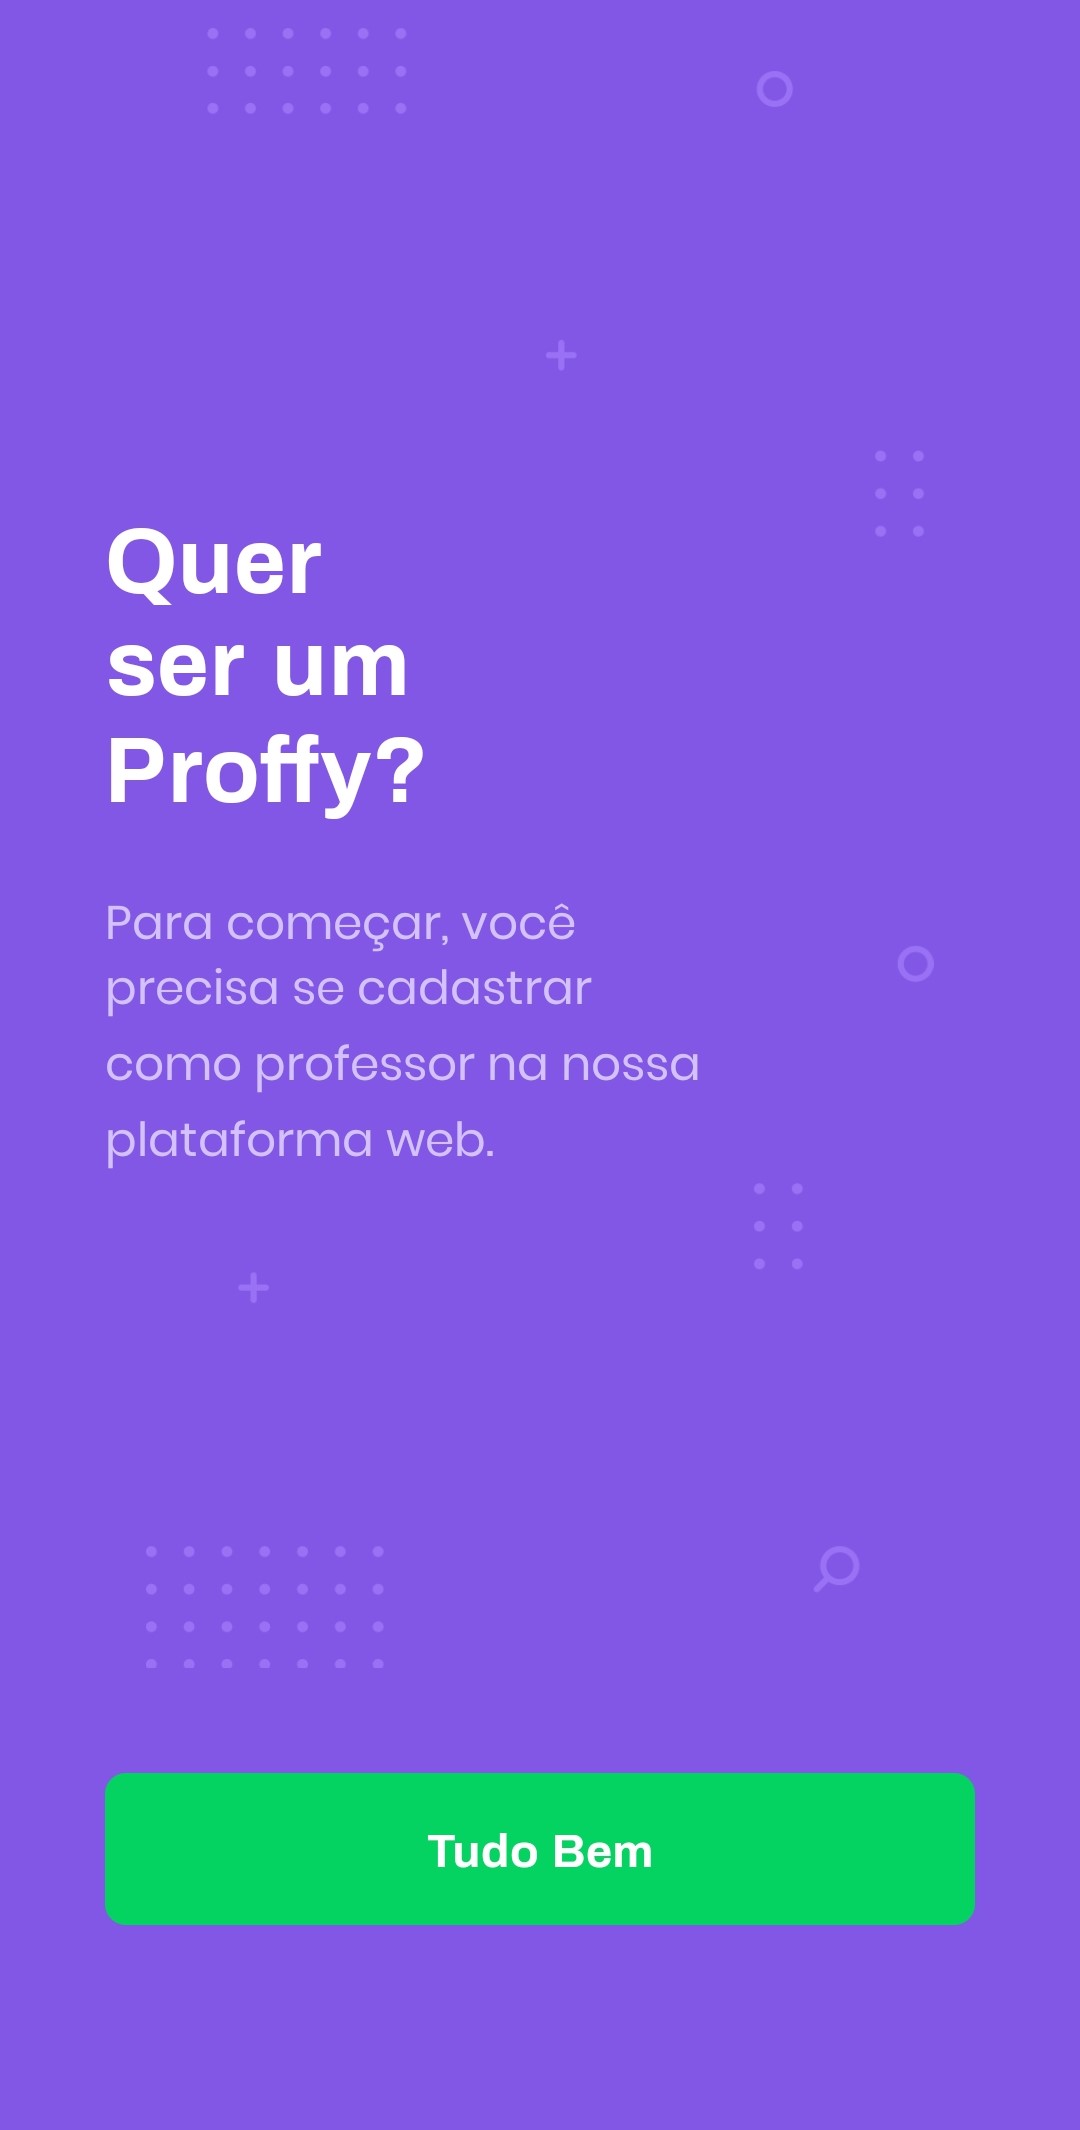 Quer
ser um
Proffy?
Para começar, você
precisa se cadastrar
como professor na nossa
plataforma web.
Tudo Bem